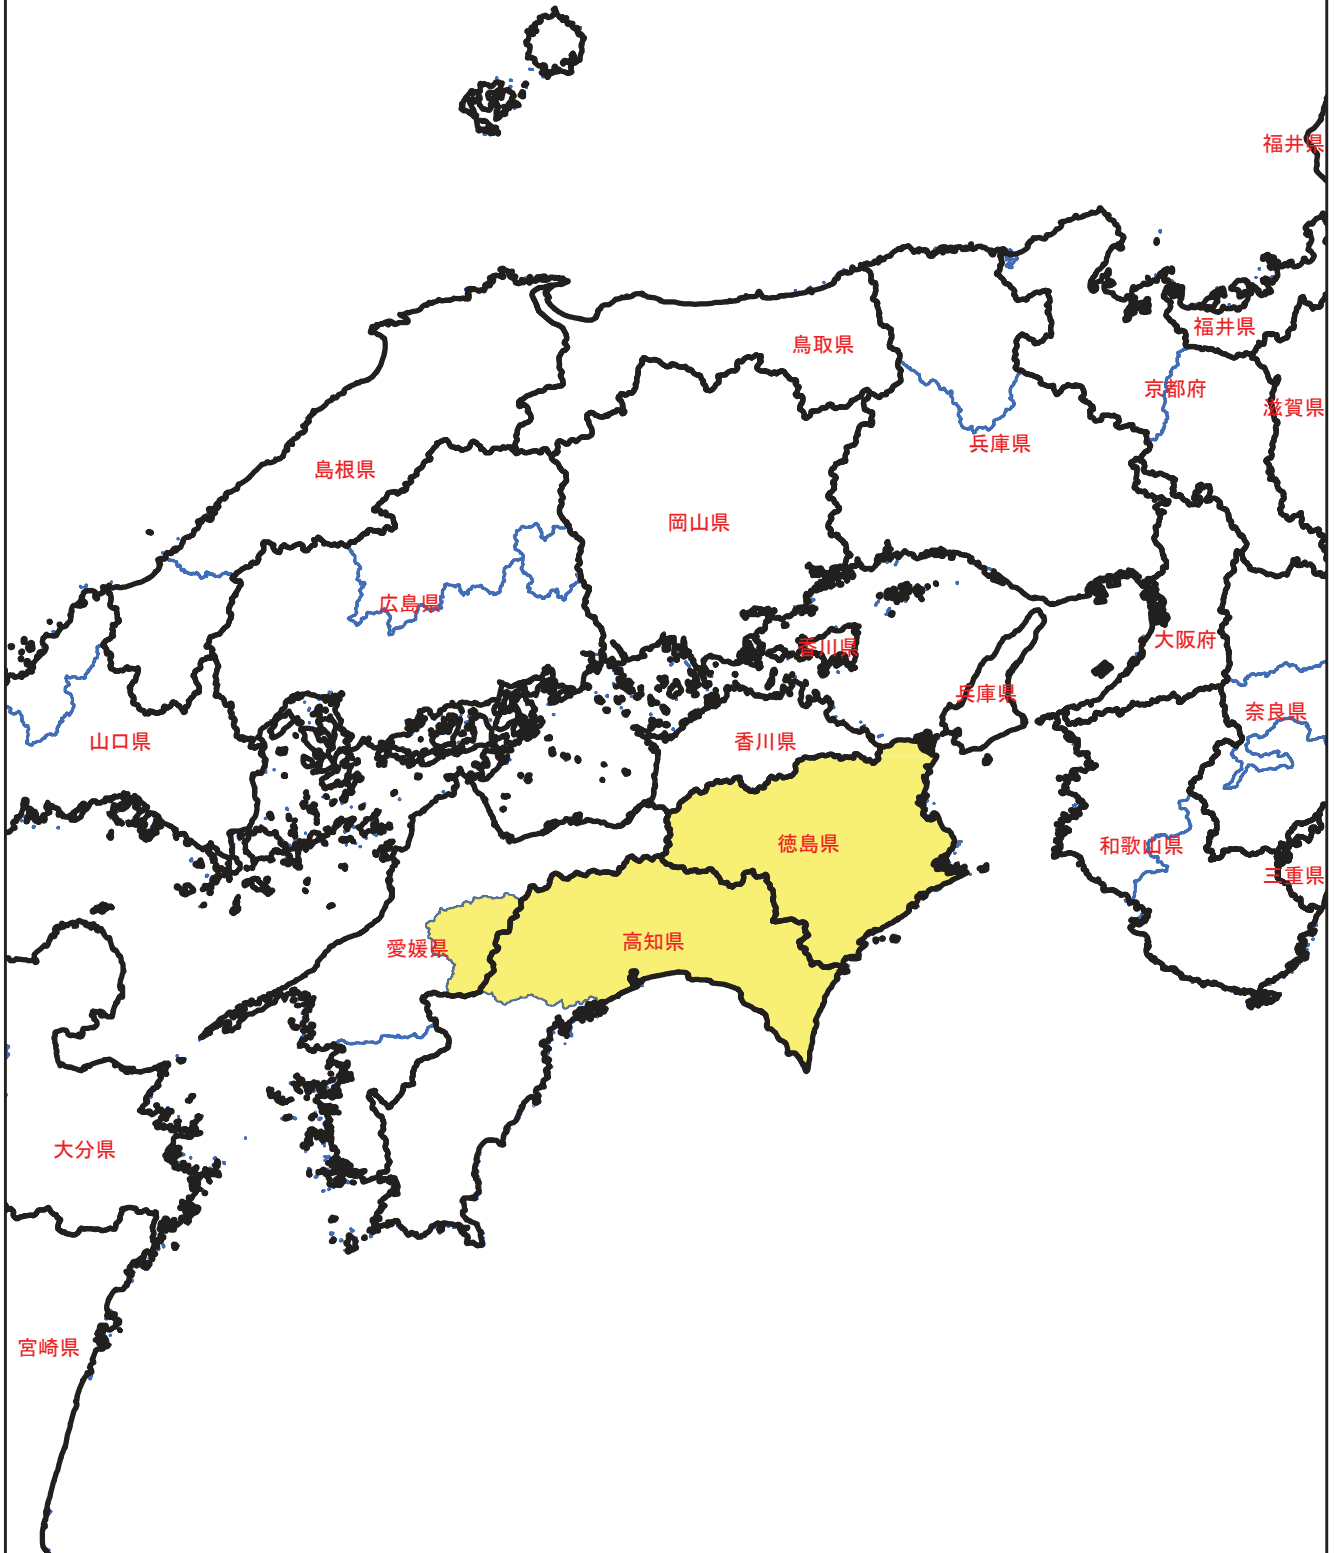 福井県
福井県
鳥取県
京都府
滋賀県
兵庫県
島根県
岡山県
広島県
大阪府
香川県
兵庫県
奈良県
山口県
香川県
徳島県
和歌山県
三重県
高知県
愛媛県
大分県
宮崎県